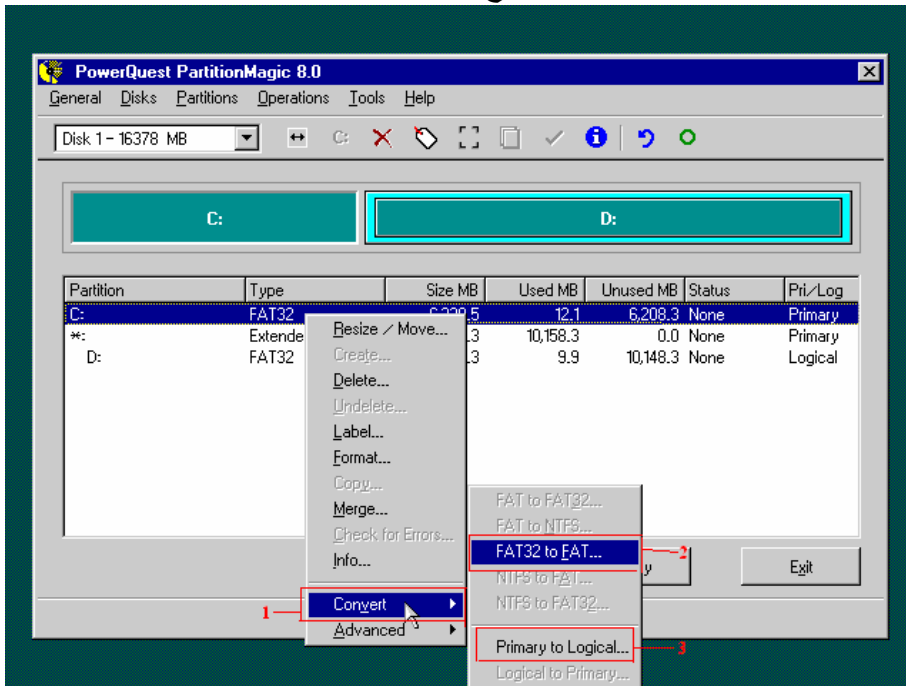 PowerQuest PartitionMagic 8.0
General Disks Partitions Operations Tools Help
Disk 1 - 16378 MB
C:
C: D:
Partition Type Size MB Used MB Unused MB Status Pri/Log
C: FAT32 12.1 6,208.3 None Primary
*: Extende .3 10,158.3 0.0 None Primary
D: FAT32 .3 9.9 10,148.3 None Logical
Resize / Move...
Create...
Delete...
Undelete...
Label...
Format...
Copy...
Merge...
Check for Errors...
Info...
1
Convert
Advanced
FAT to FAT32...
FAT to NTFS...
FAT32 to FAT...
2
NTFS to FAT...
NTFS to FAT32...
Primary to Logical...
3
Logical to Primary...
y
Exit